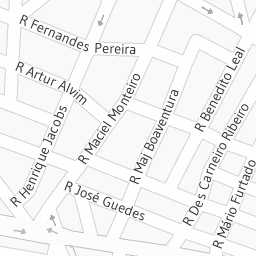 R Fernandes Pereira
R Artur Alvim
R Benedito Leal
R Maciel Monteiro
R Maj Boaventura
R Henrique Jacobs
R Des Carneiro Ribeiro
R Mário Furtado
R José Guedes